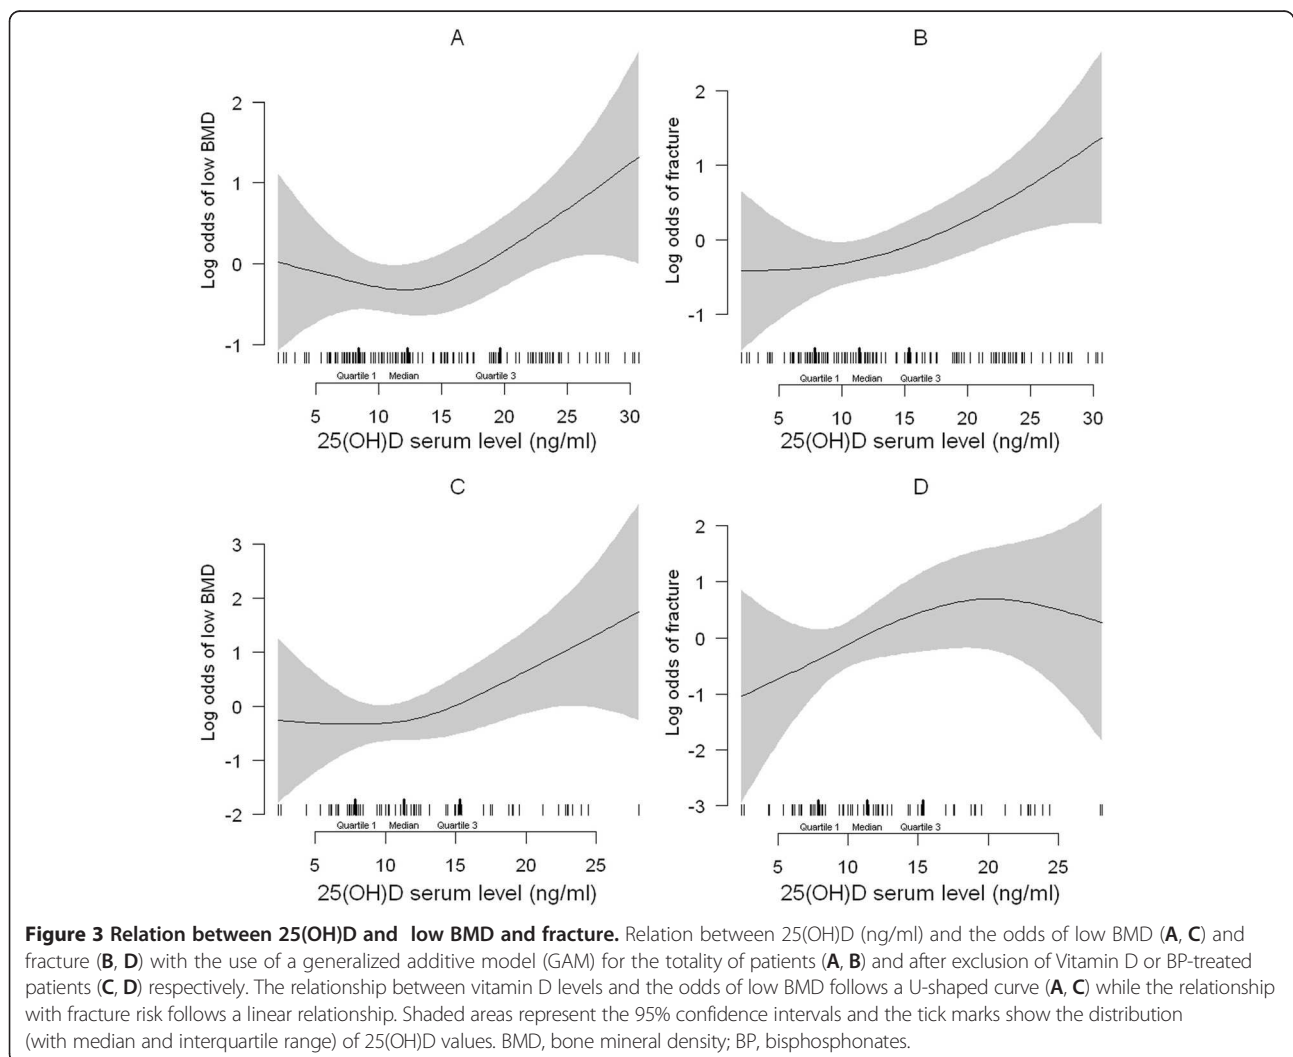 A
Log odds of low BMD
2
1
0
-1
Quartile 1 Median Quartile 3
5 10 15 20 25 30
25(OH)D serum level (ng/ml)
B
Log odds of fracture
2
1
0
-1
Quartile 1 Median Quartile 3
5 10 15 20 25 30
25(OH)D serum level (ng/ml)
C
Log odds of low BMD
3
2
1
0
-1
-2
Quartile 1 Median Quartile 3
5 10 15 20 25
25(OH)D serum level (ng/ml)
D
Log odds of fracture
2
1
0
-1
-2
-3
Quartile 1 Median Quartile 3
5 10 15 20 25
25(OH)D serum level (ng/ml)
Figure 3 Relation between 25(OH)D and low BMD and fracture. Relation between 25(OH)D (ng/ml) and the odds of low BMD (A, C) and
fracture (B, D) with the use of a generalized additive model (GAM) for the totality of patients (A, B) and after exclusion of Vitamin D or BP-treated
patients (C, D) respectively. The relationship between vitamin D levels and the odds of low BMD follows a U-shaped curve (A, C) while the relationship
with fracture risk follows a linear relationship. Shaded areas represent the 95% confidence intervals and the tick marks show the distribution
(with median and interquartile range) of 25(OH)D values. BMD, bone mineral density; BP, bisphosphonates.